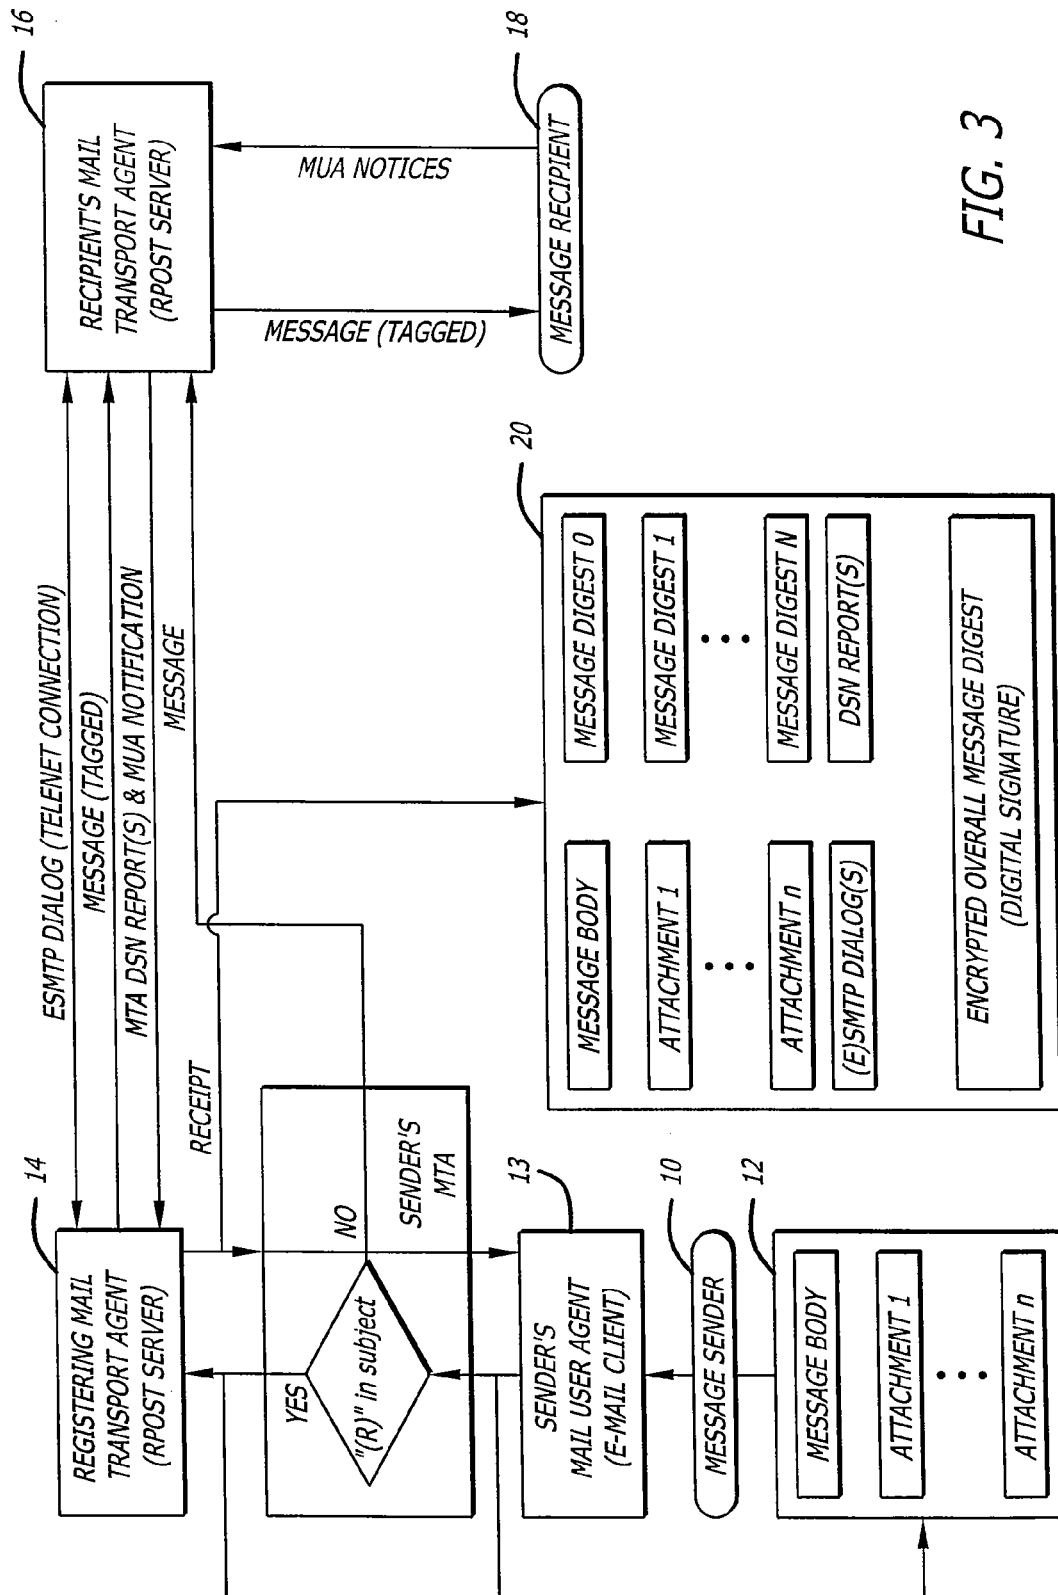 14
REGISTERING MAIL
TRANSPORT AGENT
(RPOST SERVER)
ESMTP DIALOG (TELENET CONNECTION)
MESSAGE (TAGGED)
MTA DSN REPORT(S) & MUA NOTIFICATION
MESSAGE
16
RECIPIENT'S MAIL
TRANSPORT AGENT
(RPOST SERVER)
RECEIPT
YES
"(R)" in subject
NO
SENDER'S
MTA
MESSAGE (TAGGED)
MUA NOTICES
18
MESSAGE RECIPIENT
13
SENDER'S
MAIL USER AGENT
(E-MAIL CLIENT)
10
MESSAGE SENDER
12
MESSAGE BODY
ATTACHMENT 1
ATTACHMENT n
20
MESSAGE BODY
MESSAGE DIGEST 0
ATTACHMENT 1
MESSAGE DIGEST 1
ATTACHMENT n
MESSAGE DIGEST N
(E)SMTP DIALOG(S)
DSN REPORT(S)
ENCRYPTED OVERALL MESSAGE DIGEST
(DIGITAL SIGNATURE)
FIG. 3